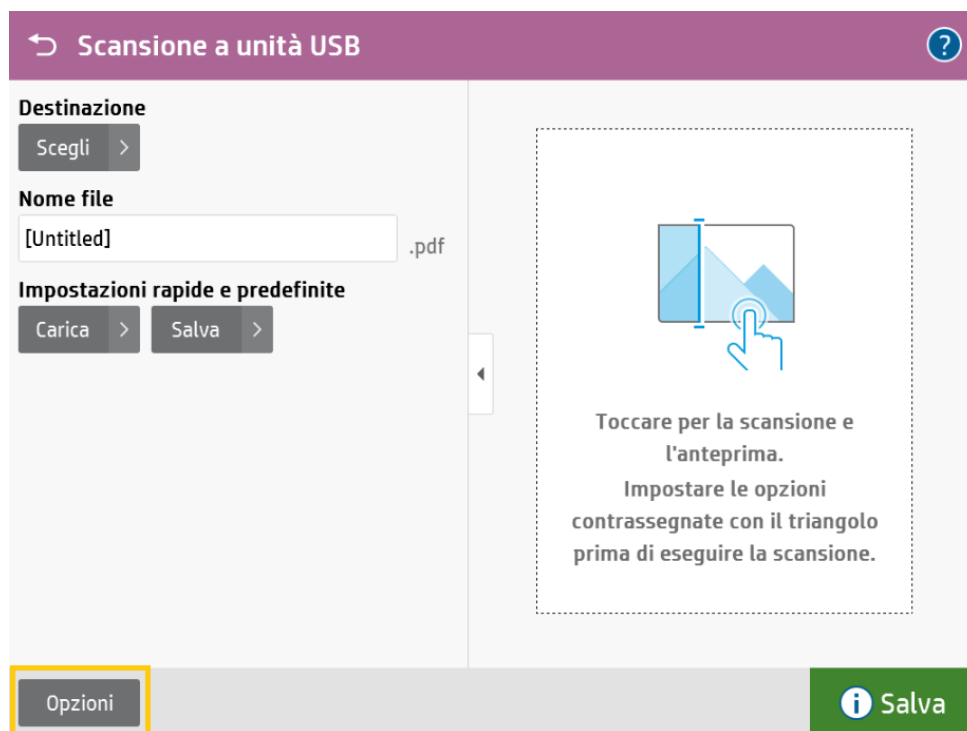 Scansione a unità USB
?
Destinazione
Scegli >
Nome file
[Untitled]
.pdf
Impostazioni rapide e predefinite
Carica >
Salva >
Toccare per la scansione e
l'anteprima.
Impostare le opzioni
contrassegnate con il triangolo
prima di eseguire la scansione.
Opzioni
i Salva